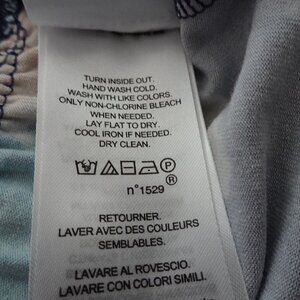 TURN INSIDE OUT.
HAND WASH COLD.
WASH WITH LIKE COLORS.
ONLY NON-CHLORINE BLEACH
WHEN NEEDED.
LAY FLAT TO DRY.
COOL IRON IF NEEDED.
DRY CLEAN.
P
®
n°1529
RETOURNER.
LAVER AVEC DES COULEURS
SEMBLABLES.
LAVARE AL ROVESCIO.
LAVARE CON COLORI SIMILI.